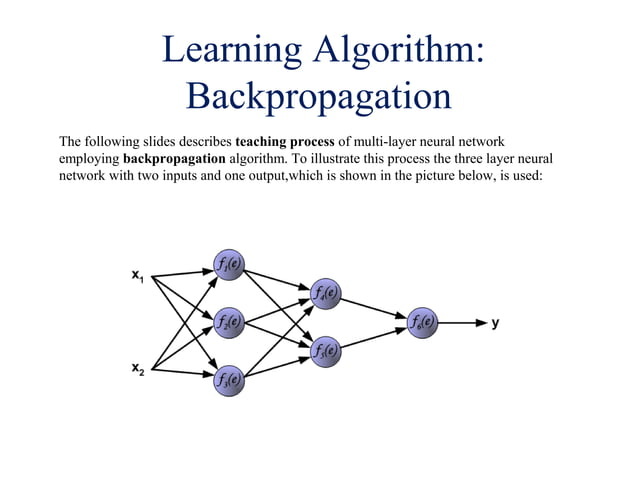 Learning Algorithm:
Backpropagation
The following slides describes teaching process of multi-layer neural network
employing backpropagation algorithm. To illustrate this process the three layer neural
network with two inputs and one output,which is shown in the picture below, is used:
x1
x2
f1(e)
f2(e)
f3(e)
f4(e)
f5(e)
f6(e)
y